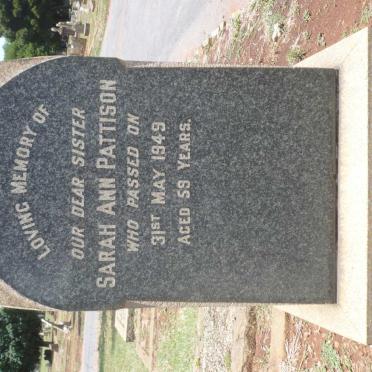 LOVING MEMORY OF
OUR DEAR SISTER
SARAH ANN PATTISON
WHO PASSED ON
31ST MAY 1949
AGED 59 YEARS.